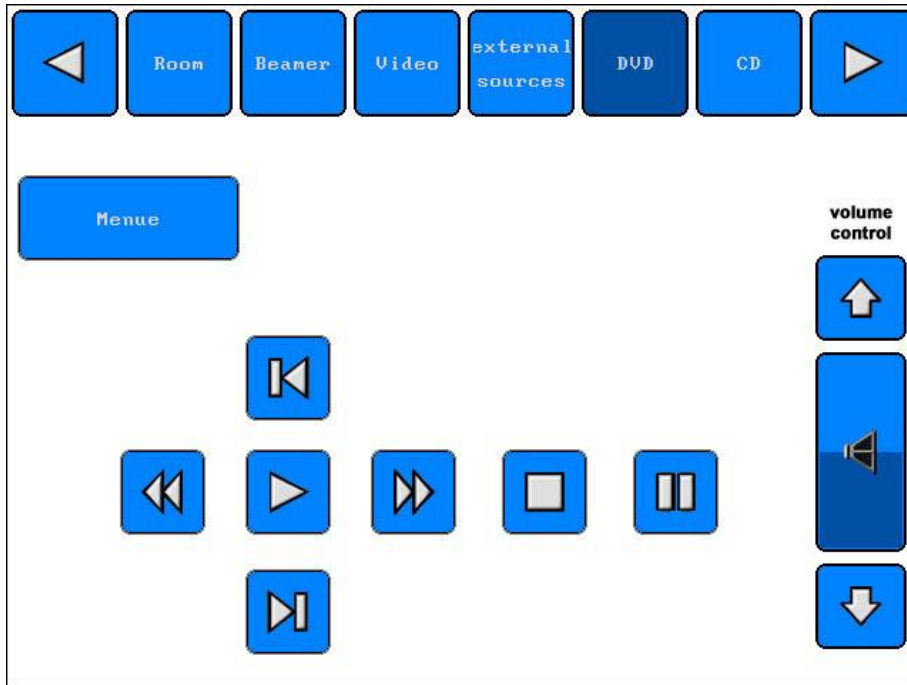 Room
Beamer
Video
external
sources
DVD
CD
Menue
volume
control